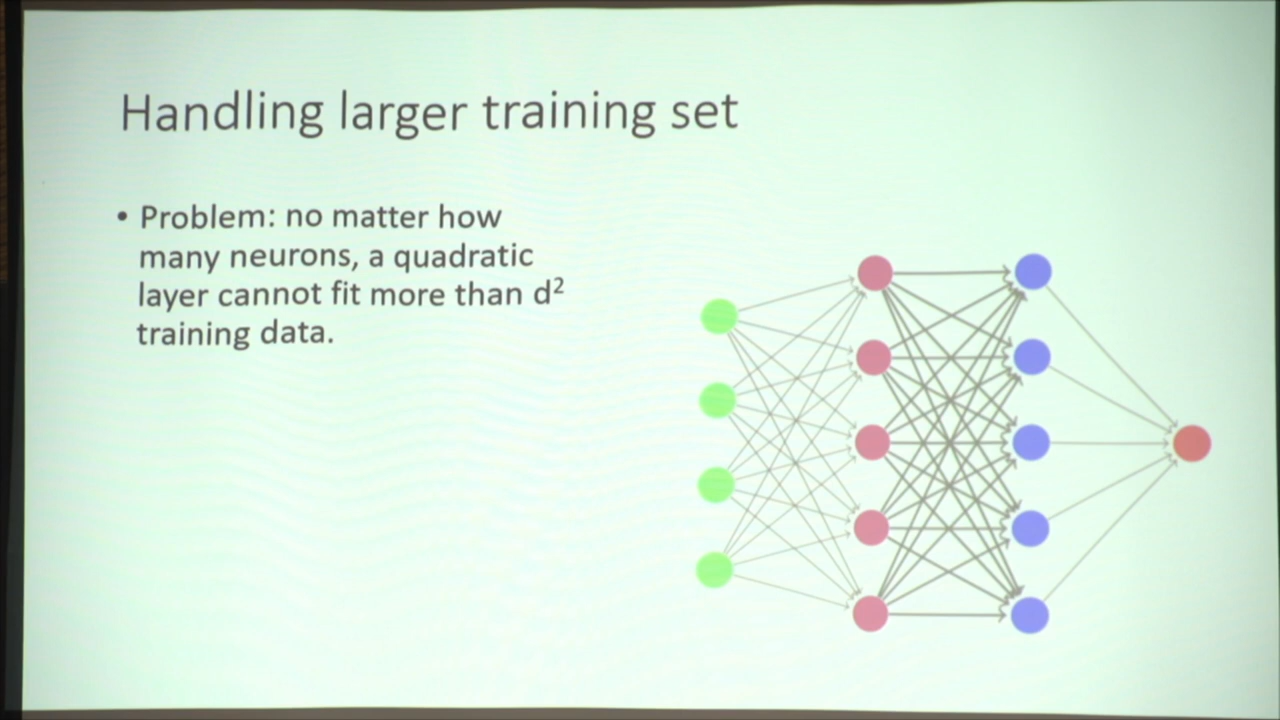 Handling larger training set
• Problem: no matter how
many neurons, a quadratic
layer cannot fit more than d²
training data.